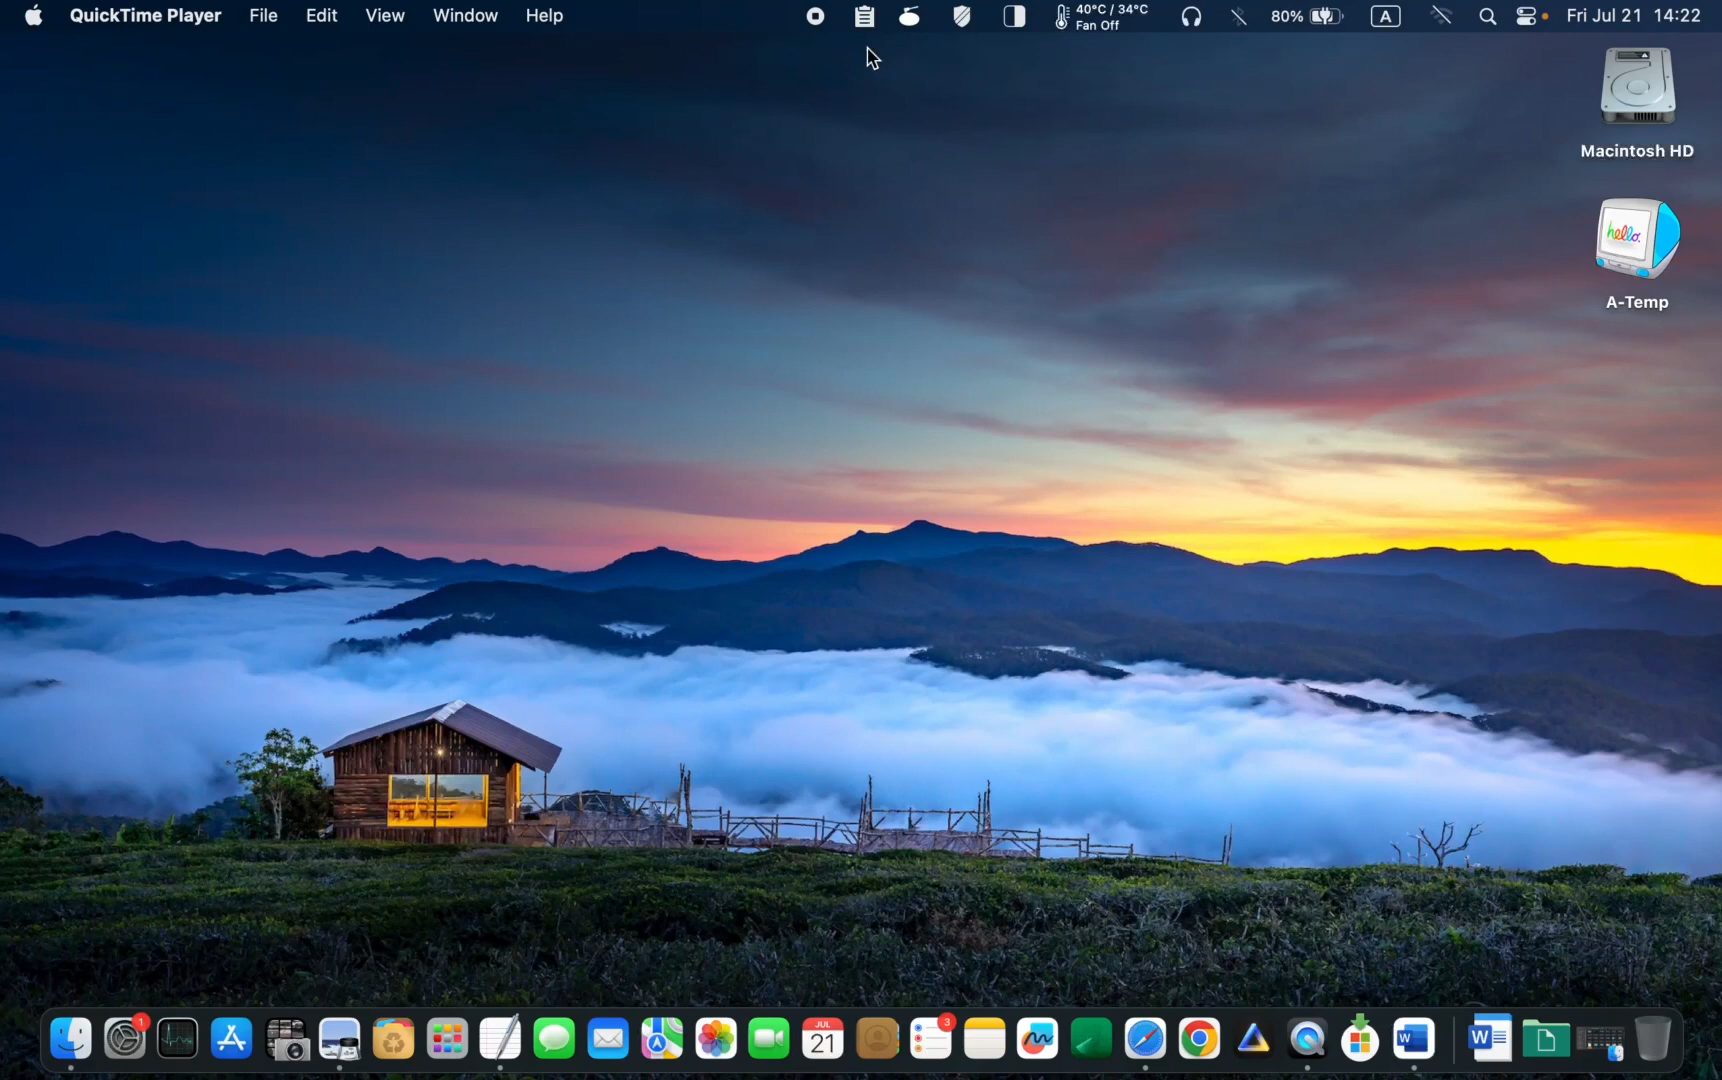 QuickTime Player File Edit View Window Help 40°C / 34°C 80% A Fri Jul 21 14:22
Fan Off
Macintosh HD
hello.
A-Temp
1
JUL
21
3
W
W